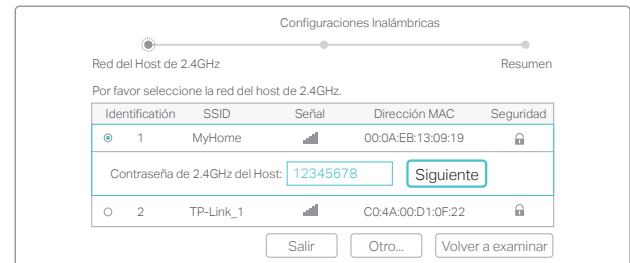 Configuraciones Inalámbricas
Red del Host de 2.4GHz Resumen
Por favor seleccione la red del host de 2.4GHz.
Identificatión SSID Señal Dirección MAC Seguridad
1 MyHome 00:0A:EB:13:09:19
Contraseña de 2.4GHz del Host: 12345678 Siguiente
2 TP-Link_1 C0:4A:00:D1:0F:22
Salir Otro... Volver a examinar